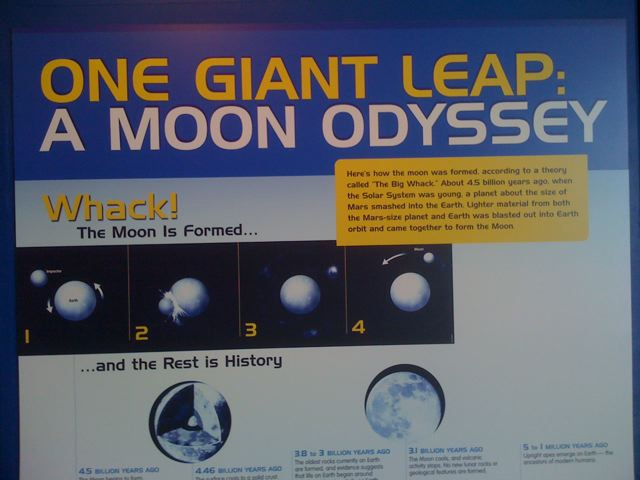 ONE GIANT LEAP:
A MOON ODYSSEY
Here's how the moon was formed, according to a theory
called "The Big Whack." About 4.5 billion years ago, when
the Solar System was young, a planet about the size of
Mars smashed into the Earth. Lighter material from both
the Mars-size planet and Earth was blasted out into Earth
orbit and came together to form the Moon.
Whack!
The Moon Is Formed...
Impactor
Earth
Moon
1
2
3
4
...and the Rest is History
4.5 BILLION YEARS AGO
The Moon begins to form
4.46 BILLION YEARS AGO
The surface cools to a solid crust
3.8 to 3 BILLION YEARS AGO
The oldest rocks currently on Earth
are formed, and evidence suggests
that life on Earth began around
3.1 BILLION YEARS AGO
The Moon cools, and volcanic
activity stops. No new lunar rocks or
geological features are formed.
5 to 1 MILLION YEARS AGO
Upright apes emerge on Earth — the
ancestors of modern humans.